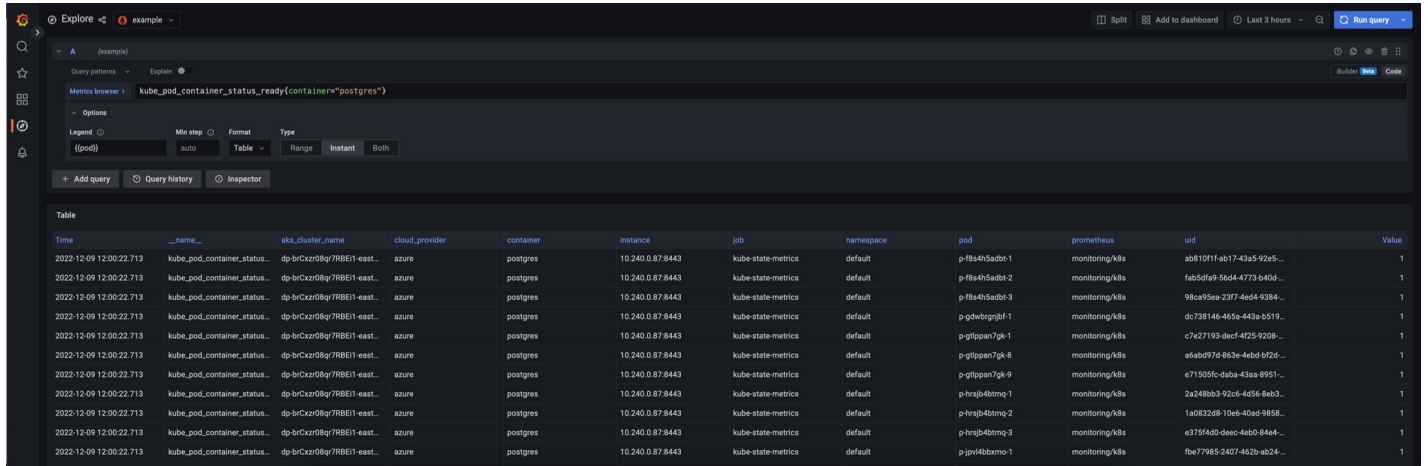 Explore example Split Add to dashboard Last 3 hours Run query
A (example)
Query patterns Explain Builder Beta Code
Metrics browser > kube_pod_container_status_ready{container="postgres"}
Options
Legend Min step Format Type
{{pod}} auto Table Range Instant Both
+ Add query Query history Inspector
Table
Time __name__ aks_cluster_name cloud_provider container instance job namespace pod prometheus uid Value
2022-12-09 12:00:22.713 kube_pod_container_status... dp-brCxzr08qr7RBEi1-east... azure postgres 10.240.0.87:8443 kube-state-metrics default p-f8s4h5adbt-1 monitoring/k8s ab810f1f-ab17-43a5-92e5-... 1
2022-12-09 12:00:22.713 kube_pod_container_status... dp-brCxzr08qr7RBEi1-east... azure postgres 10.240.0.87:8443 kube-state-metrics default p-f8s4h5adbt-2 monitoring/k8s fab5dfa9-56d4-4773-b40d-... 1
2022-12-09 12:00:22.713 kube_pod_container_status... dp-brCxzr08qr7RBEi1-east... azure postgres 10.240.0.87:8443 kube-state-metrics default p-f8s4h5adbt-3 monitoring/k8s 98ca95ea-23f7-4ed4-9384-... 1
2022-12-09 12:00:22.713 kube_pod_container_status... dp-brCxzr08qr7RBEi1-east... azure postgres 10.240.0.87:8443 kube-state-metrics default p-gdwbrgnjbf-1 monitoring/k8s dc738146-465a-443a-b519... 1
2022-12-09 12:00:22.713 kube_pod_container_status... dp-brCxzr08qr7RBEi1-east... azure postgres 10.240.0.87:8443 kube-state-metrics default p-gtlppan7gk-1 monitoring/k8s c7e27193-decf-4f25-9208-... 1
2022-12-09 12:00:22.713 kube_pod_container_status... dp-brCxzr08qr7RBEi1-east... azure postgres 10.240.0.87:8443 kube-state-metrics default p-gtlppan7gk-8 monitoring/k8s a6abd97d-863e-4ebd-bf2d-... 1
2022-12-09 12:00:22.713 kube_pod_container_status... dp-brCxzr08qr7RBEi1-east... azure postgres 10.240.0.87:8443 kube-state-metrics default p-gtlppan7gk-9 monitoring/k8s e71505fc-daba-43aa-8951-... 1
2022-12-09 12:00:22.713 kube_pod_container_status... dp-brCxzr08qr7RBEi1-east... azure postgres 10.240.0.87:8443 kube-state-metrics default p-hrsjb4btmq-1 monitoring/k8s 2a248bb3-92c6-4d56-8eb3... 1
2022-12-09 12:00:22.713 kube_pod_container_status... dp-brCxzr08qr7RBEi1-east... azure postgres 10.240.0.87:8443 kube-state-metrics default p-hrsjb4btmq-2 monitoring/k8s 1a0832d8-10e6-40ad-9858... 1
2022-12-09 12:00:22.713 kube_pod_container_status... dp-brCxzr08qr7RBEi1-east... azure postgres 10.240.0.87:8443 kube-state-metrics default p-hrsjb4btmq-3 monitoring/k8s e375f4d0-deec-4eb0-84e4-... 1
2022-12-09 12:00:22.713 kube_pod_container_status... dp-brCxzr08qr7RBEi1-east... azure postgres 10.240.0.87:8443 kube-state-metrics default p-jpvl4bbxmo-1 monitoring/k8s fbe77985-2407-462b-ab24-... 1